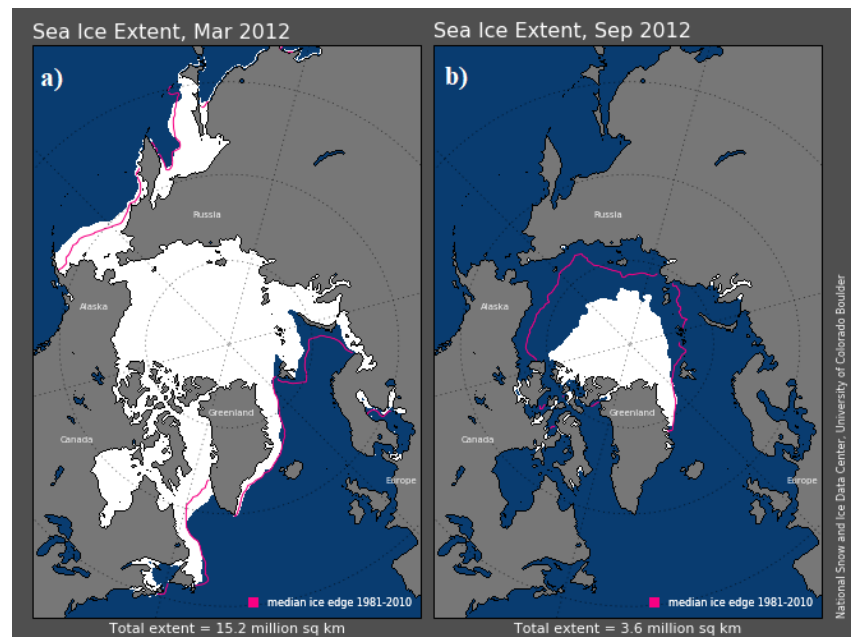 Sea Ice Extent, Mar 2012
a)
Russia
Alaska
Greenland
Canada
Europe
median ice edge 1981-2010
Total extent = 15.2 million sq km
Sea Ice Extent, Sep 2012
b)
Russia
Alaska
Greenland
Canada
Europe
median ice edge 1981-2010
Total extent = 3.6 million sq km
National Snow and Ice Data Center, University of Colorado Boulder